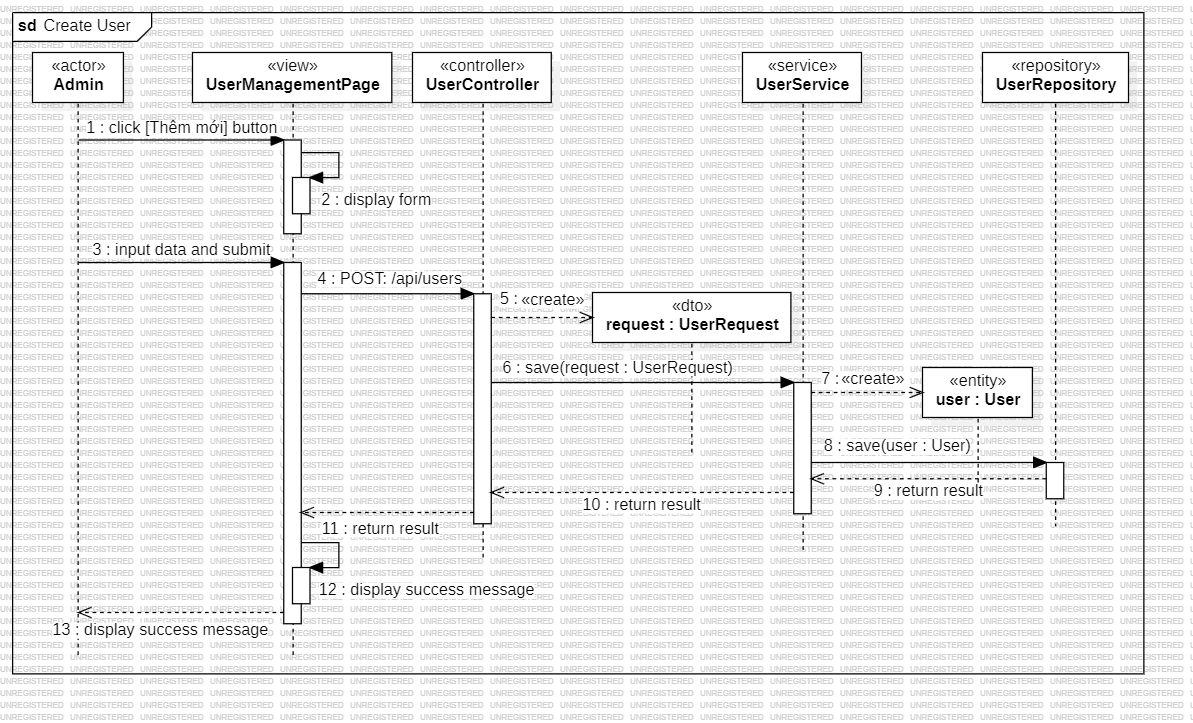 sd Create User
«actor»
Admin
«view»
UserManagementPage
«controller»
UserController
«service»
UserService
«repository»
UserRepository
1 : click [Thêm mới] button
2 : display form
3 : input data and submit
4 : POST: /api/users
5 : «create»
«dto»
request : UserRequest
6 : save(request : UserRequest)
7 : «create»
«entity»
user : User
8 : save(user : User)
9 : return result
10 : return result
11 : return result
12 : display success message
13 : display success message
UNREGISTERED